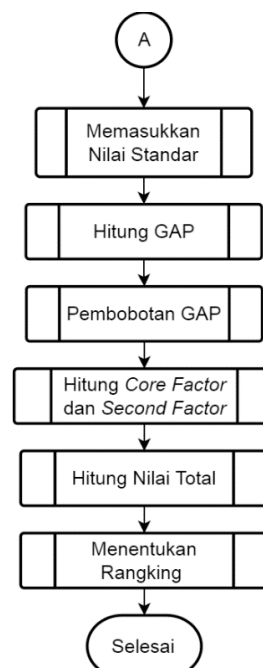 A
Memasukkan
Nilai Standar
Hitung GAP
Pembobotan GAP
Hitung Core Factor
dan Second Factor
Hitung Nilai Total
Menentukan
Rangking
Selesai